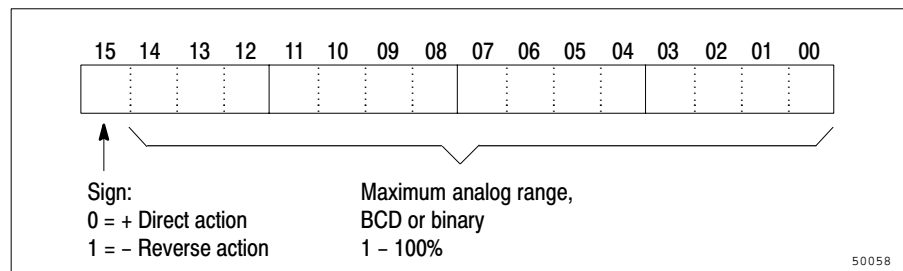 15 14 13 12 11 10 09 08 07 06 05 04 03 02 01 00
Sign:
0 = + Direct action
1 = – Reverse action
Maximum analog range,
BCD or binary
1 – 100%
50058